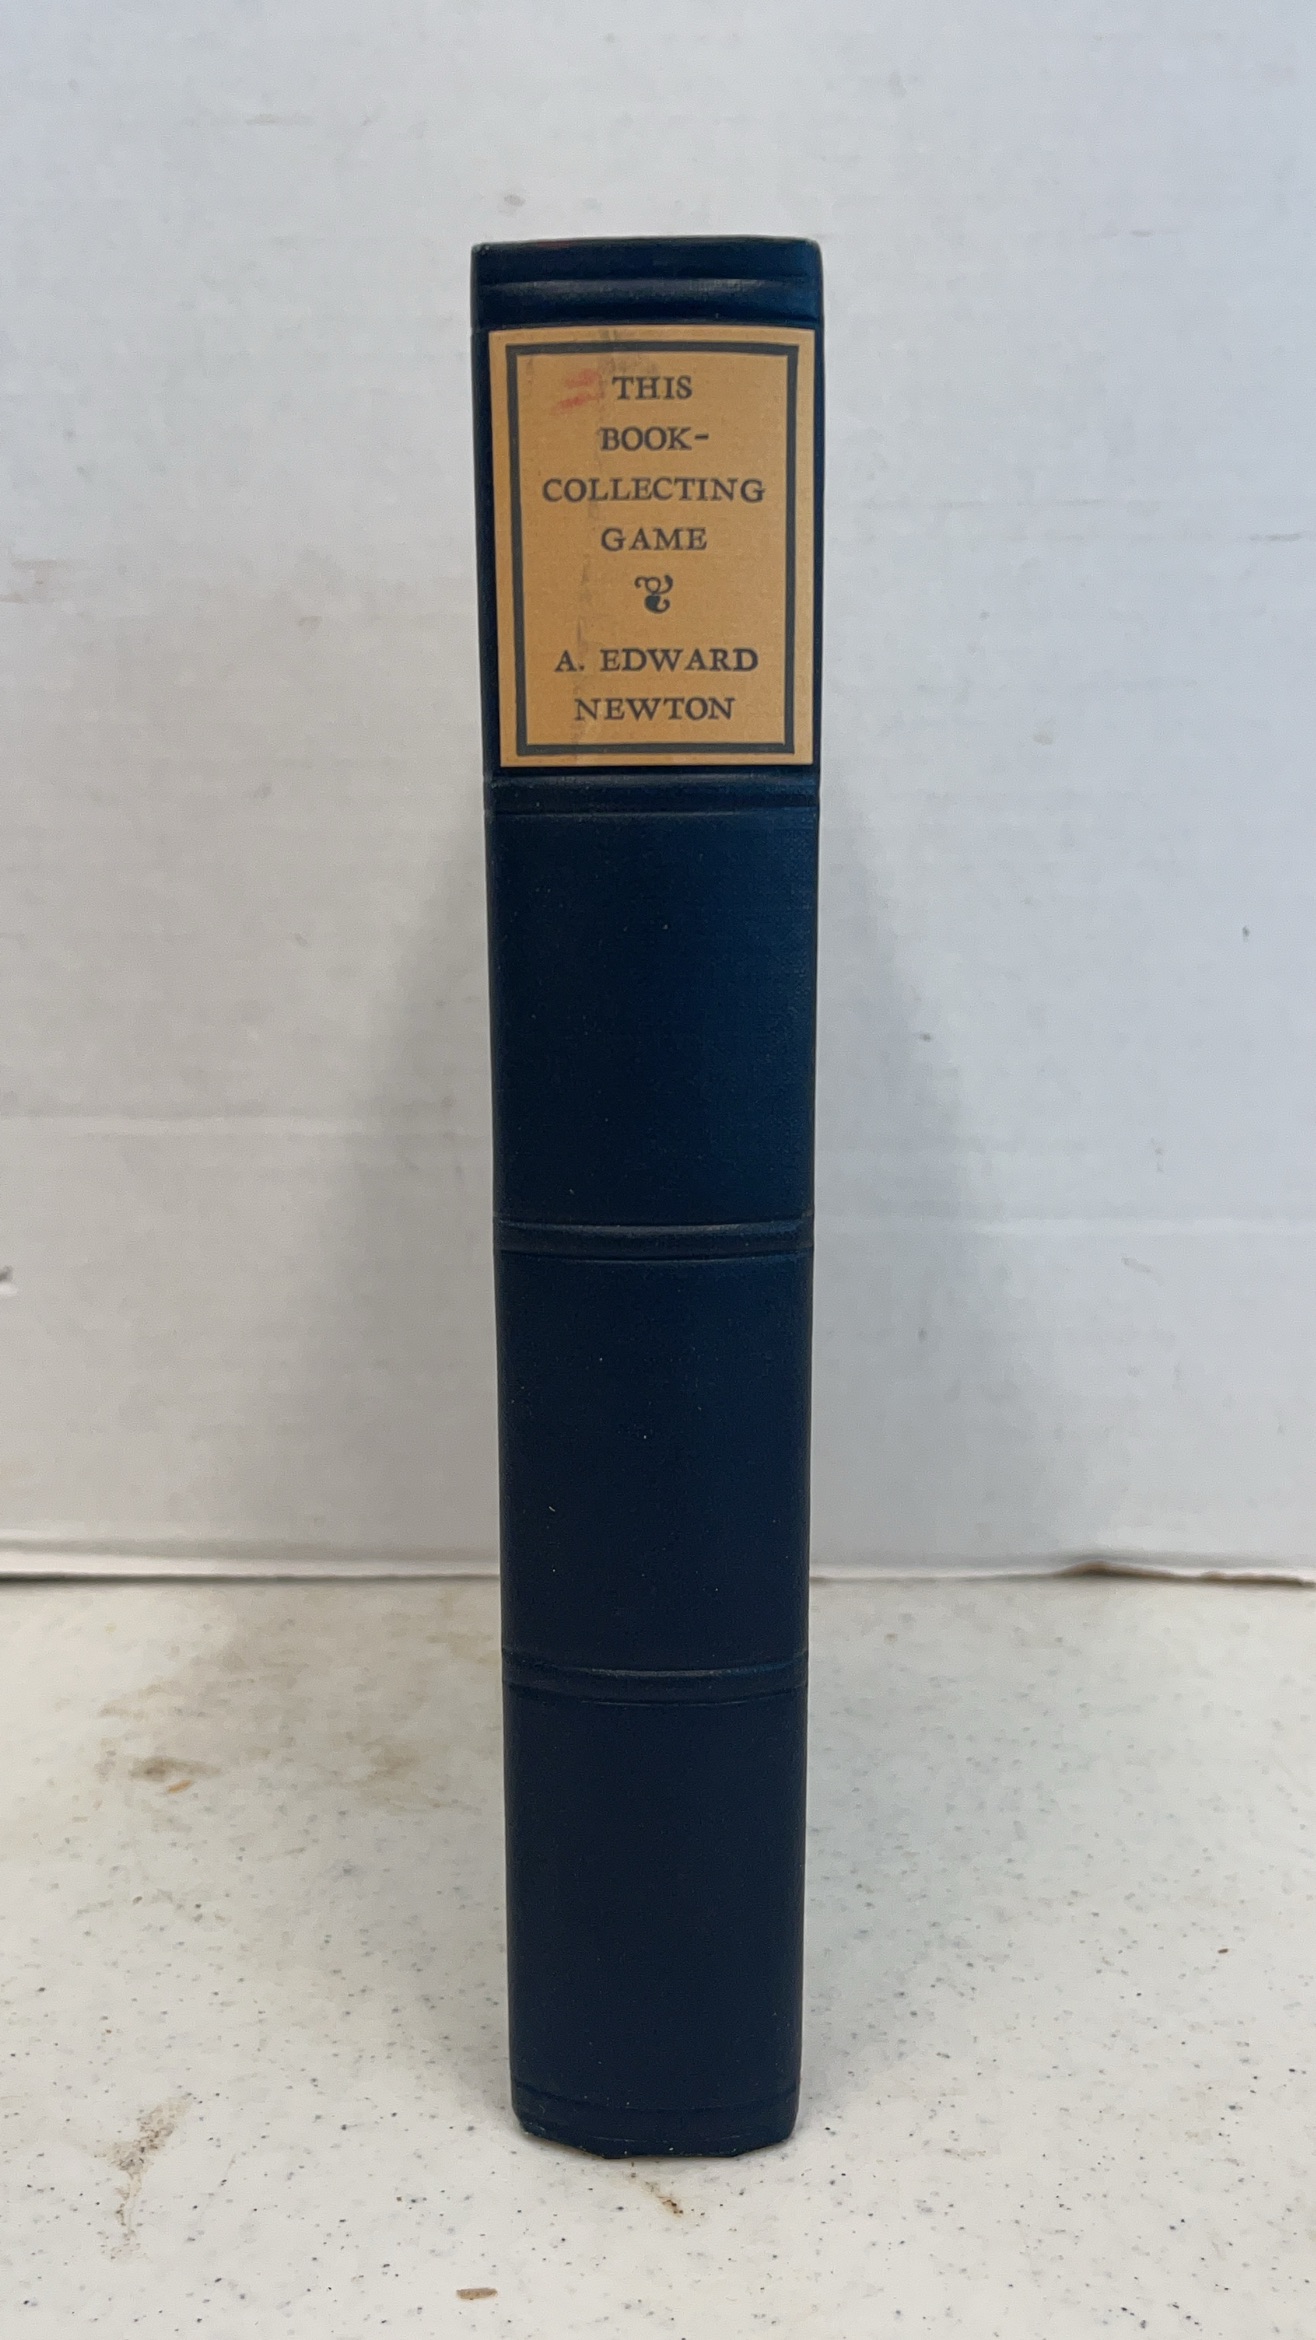 THIS
BOOK-
COLLECTING
GAME
A. EDWARD
NEWTON